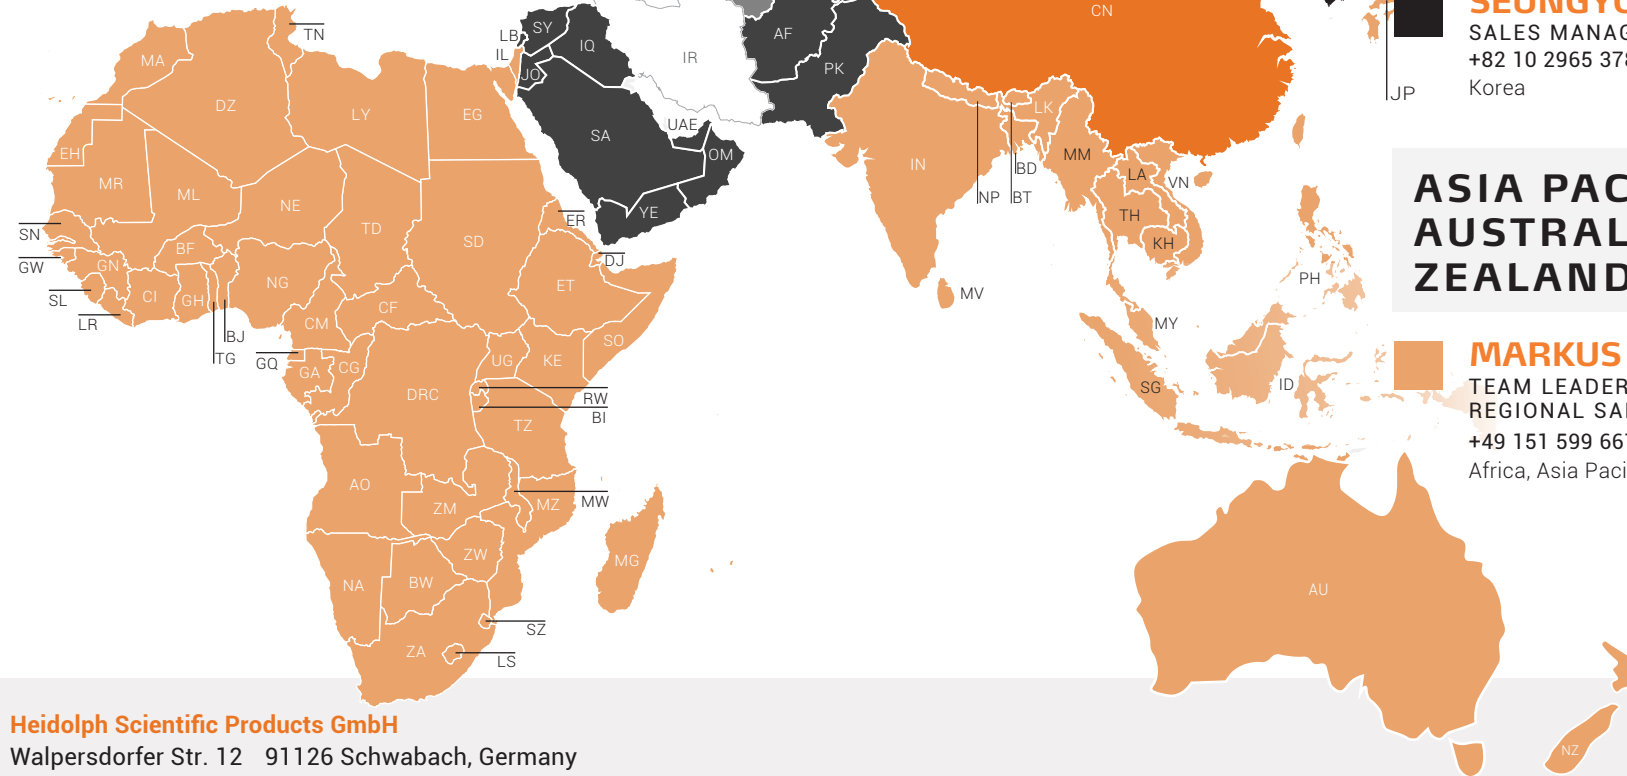 CN
SEUNGYO
SALES MANAG
+82 10 2965 378
Korea
JP
TN
MA
DZ
LY
EG
EH
MR
ML
NE
TD
SD
SN
GW
SL
LR
GN
CI
BF
GH
TG
BJ
NG
GQ
CM
CF
GA
CG
DRC
UG
KE
SO
ET
ER
DJ
RW
BI
TZ
AO
ZM
MZ
MW
ZW
NA
BW
MG
ZA
SZ
LS
LB
SY
IL
IQ
JO
IR
SA
UAE
OM
YE
AF
PK
IN
LK
NP
BT
BD
MM
LA
VN
TH
KH
MV
MY
PH
SG
ID
AU
NZ
ASIA PAC
AUSTRAL
ZEALAND
MARKUS
TEAM LEADER
REGIONAL SA
+49 151 599 667
Africa, Asia Paci
Heidolph Scientific Products GmbH
Walpersdorfer Str. 12 91126 Schwabach, Germany